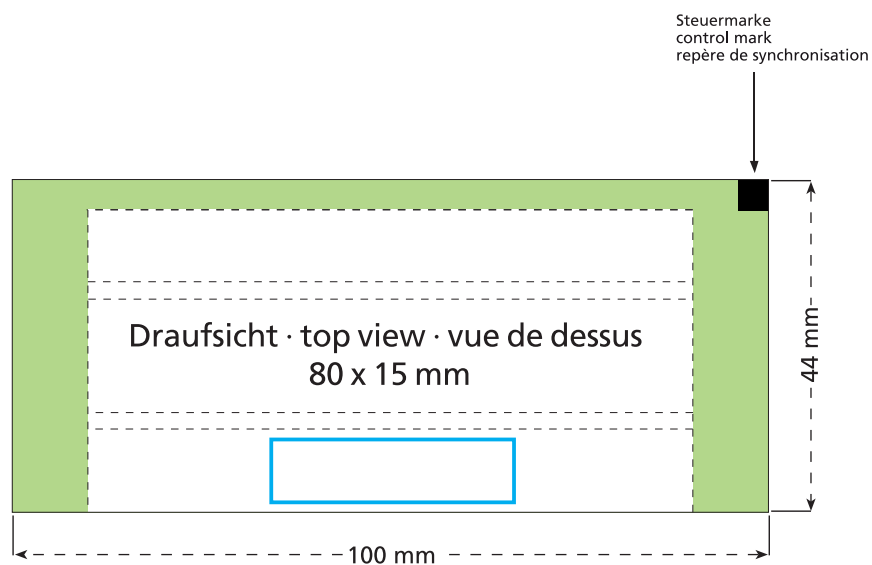 Steuermarke
control mark
repère de synchronisation
Draufsicht · top view · vue de dessus
80 x 15 mm
44 mm
100 mm